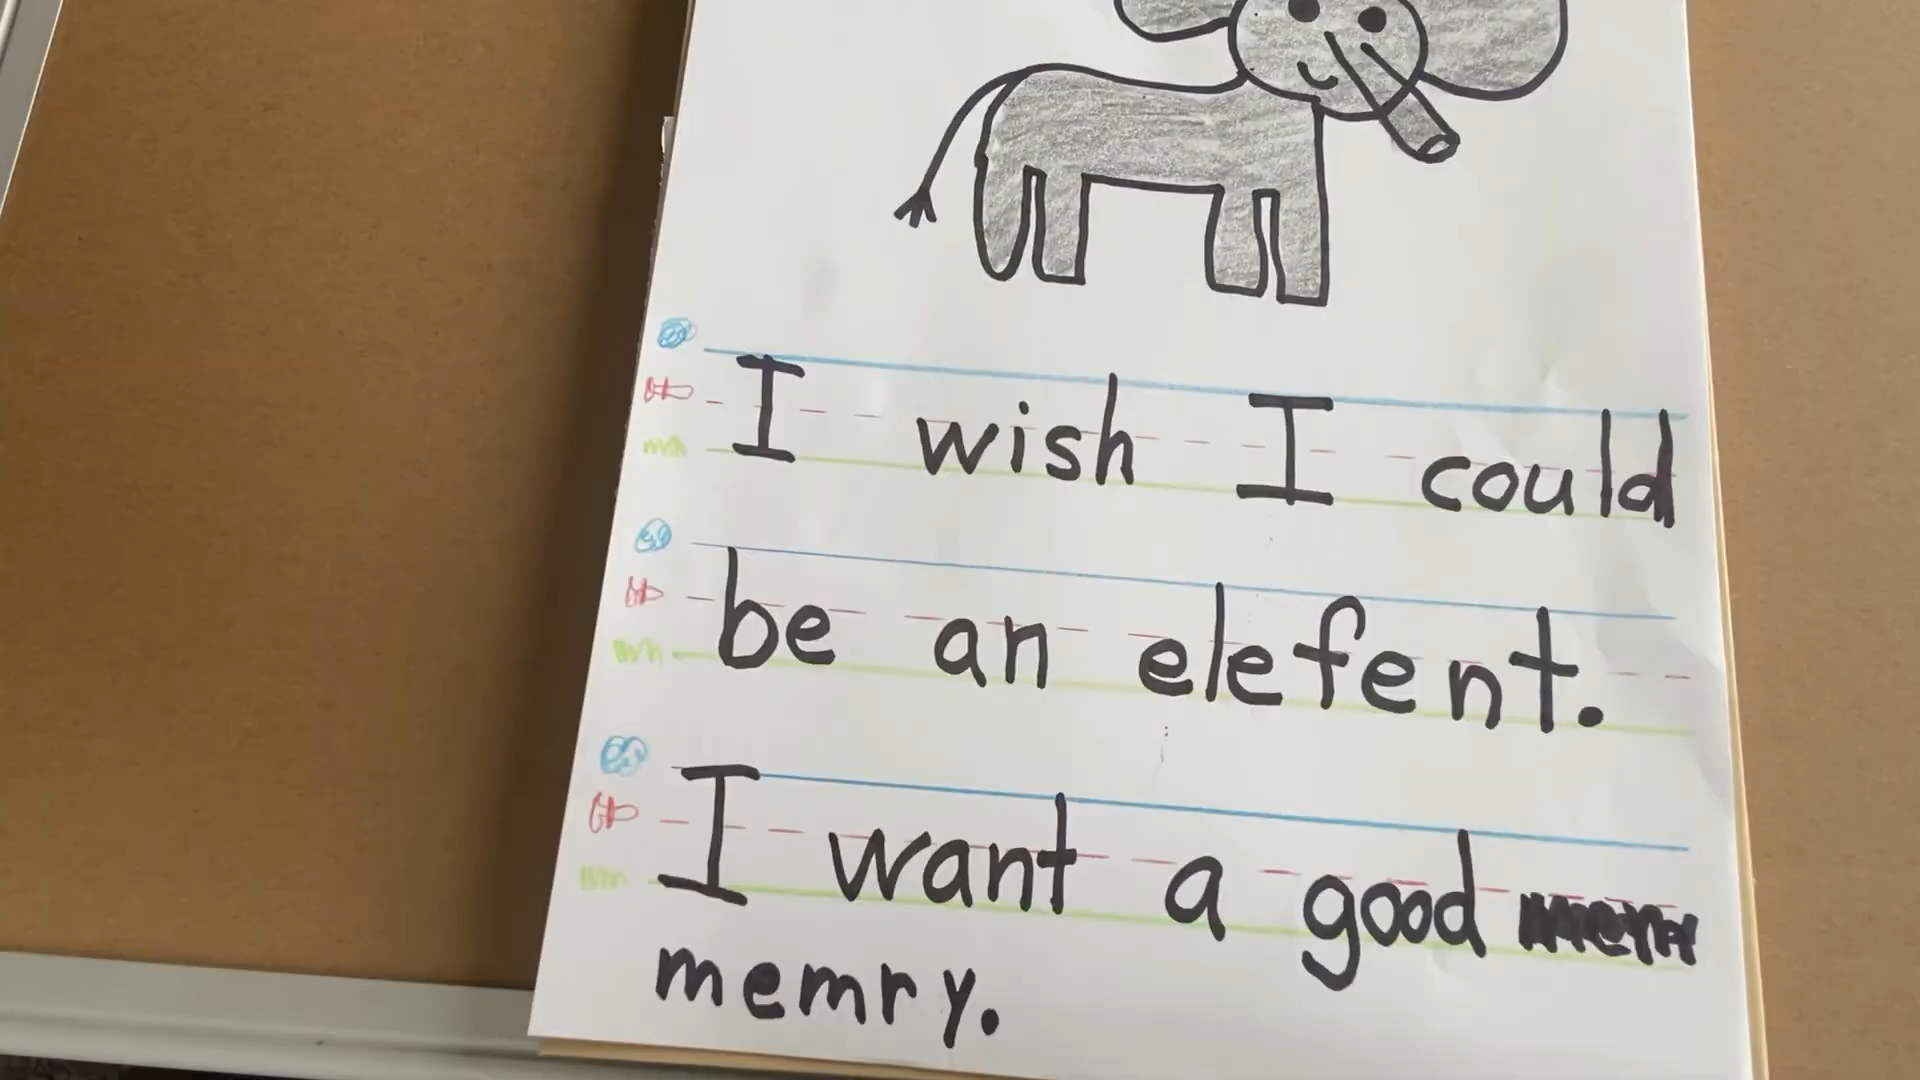 I wish I could
be an elefent.
I want a good
memry.